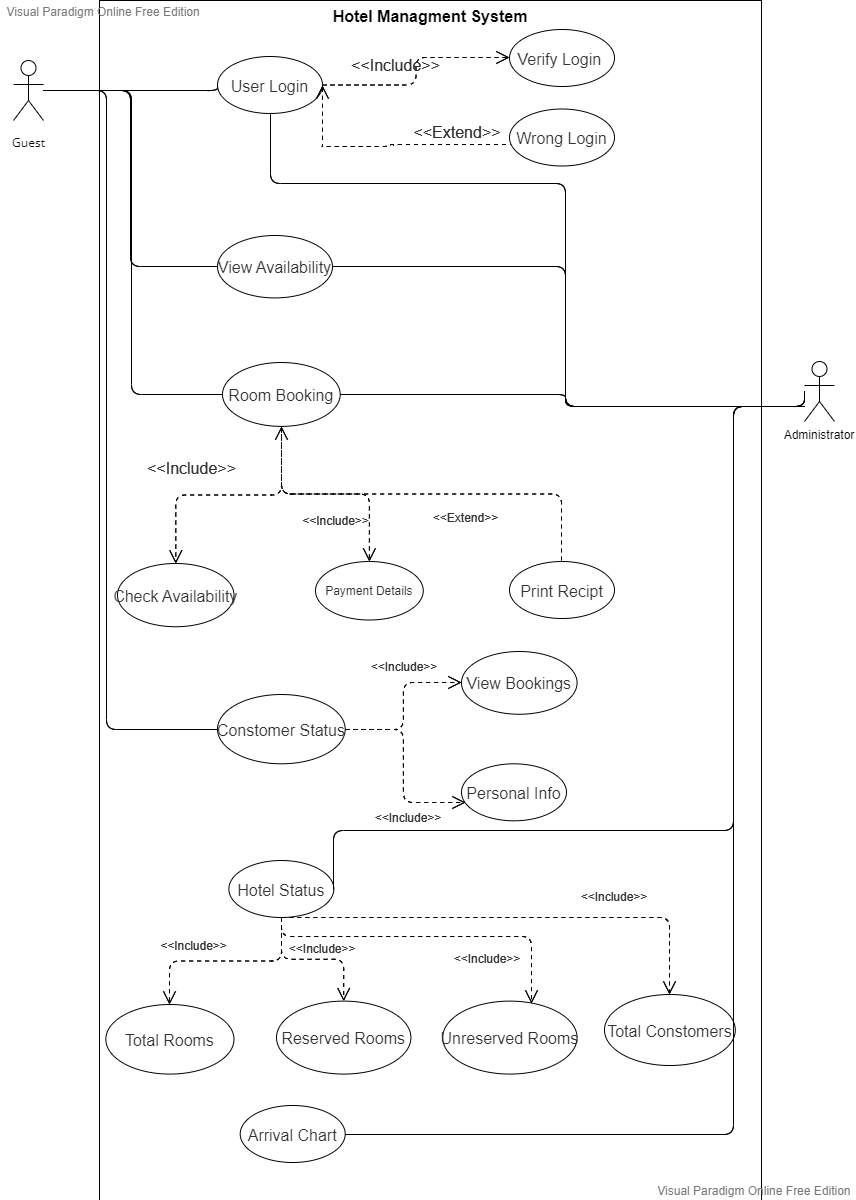 Visual Paradigm Online Free Edition
Hotel Managment System
<<Include>>
Verify Login
User Login
<<Extend>>
Wrong Login
Guest
View Availability
Room Booking
Administrator
<<Include>>
<<Include>>
<<Extend>>
Check Availability
Payment Details
Print Recipt
<<Include>>
View Bookings
Constomer Status
Personal Info
<<Include>>
Hotel Status
<<Include>>
<<Include>>
<<Include>>
<<Include>>
Total Rooms
Reserved Rooms
Unreserved Rooms
Total Constomers
Arrival Chart
Visual Paradigm Online Free Edition